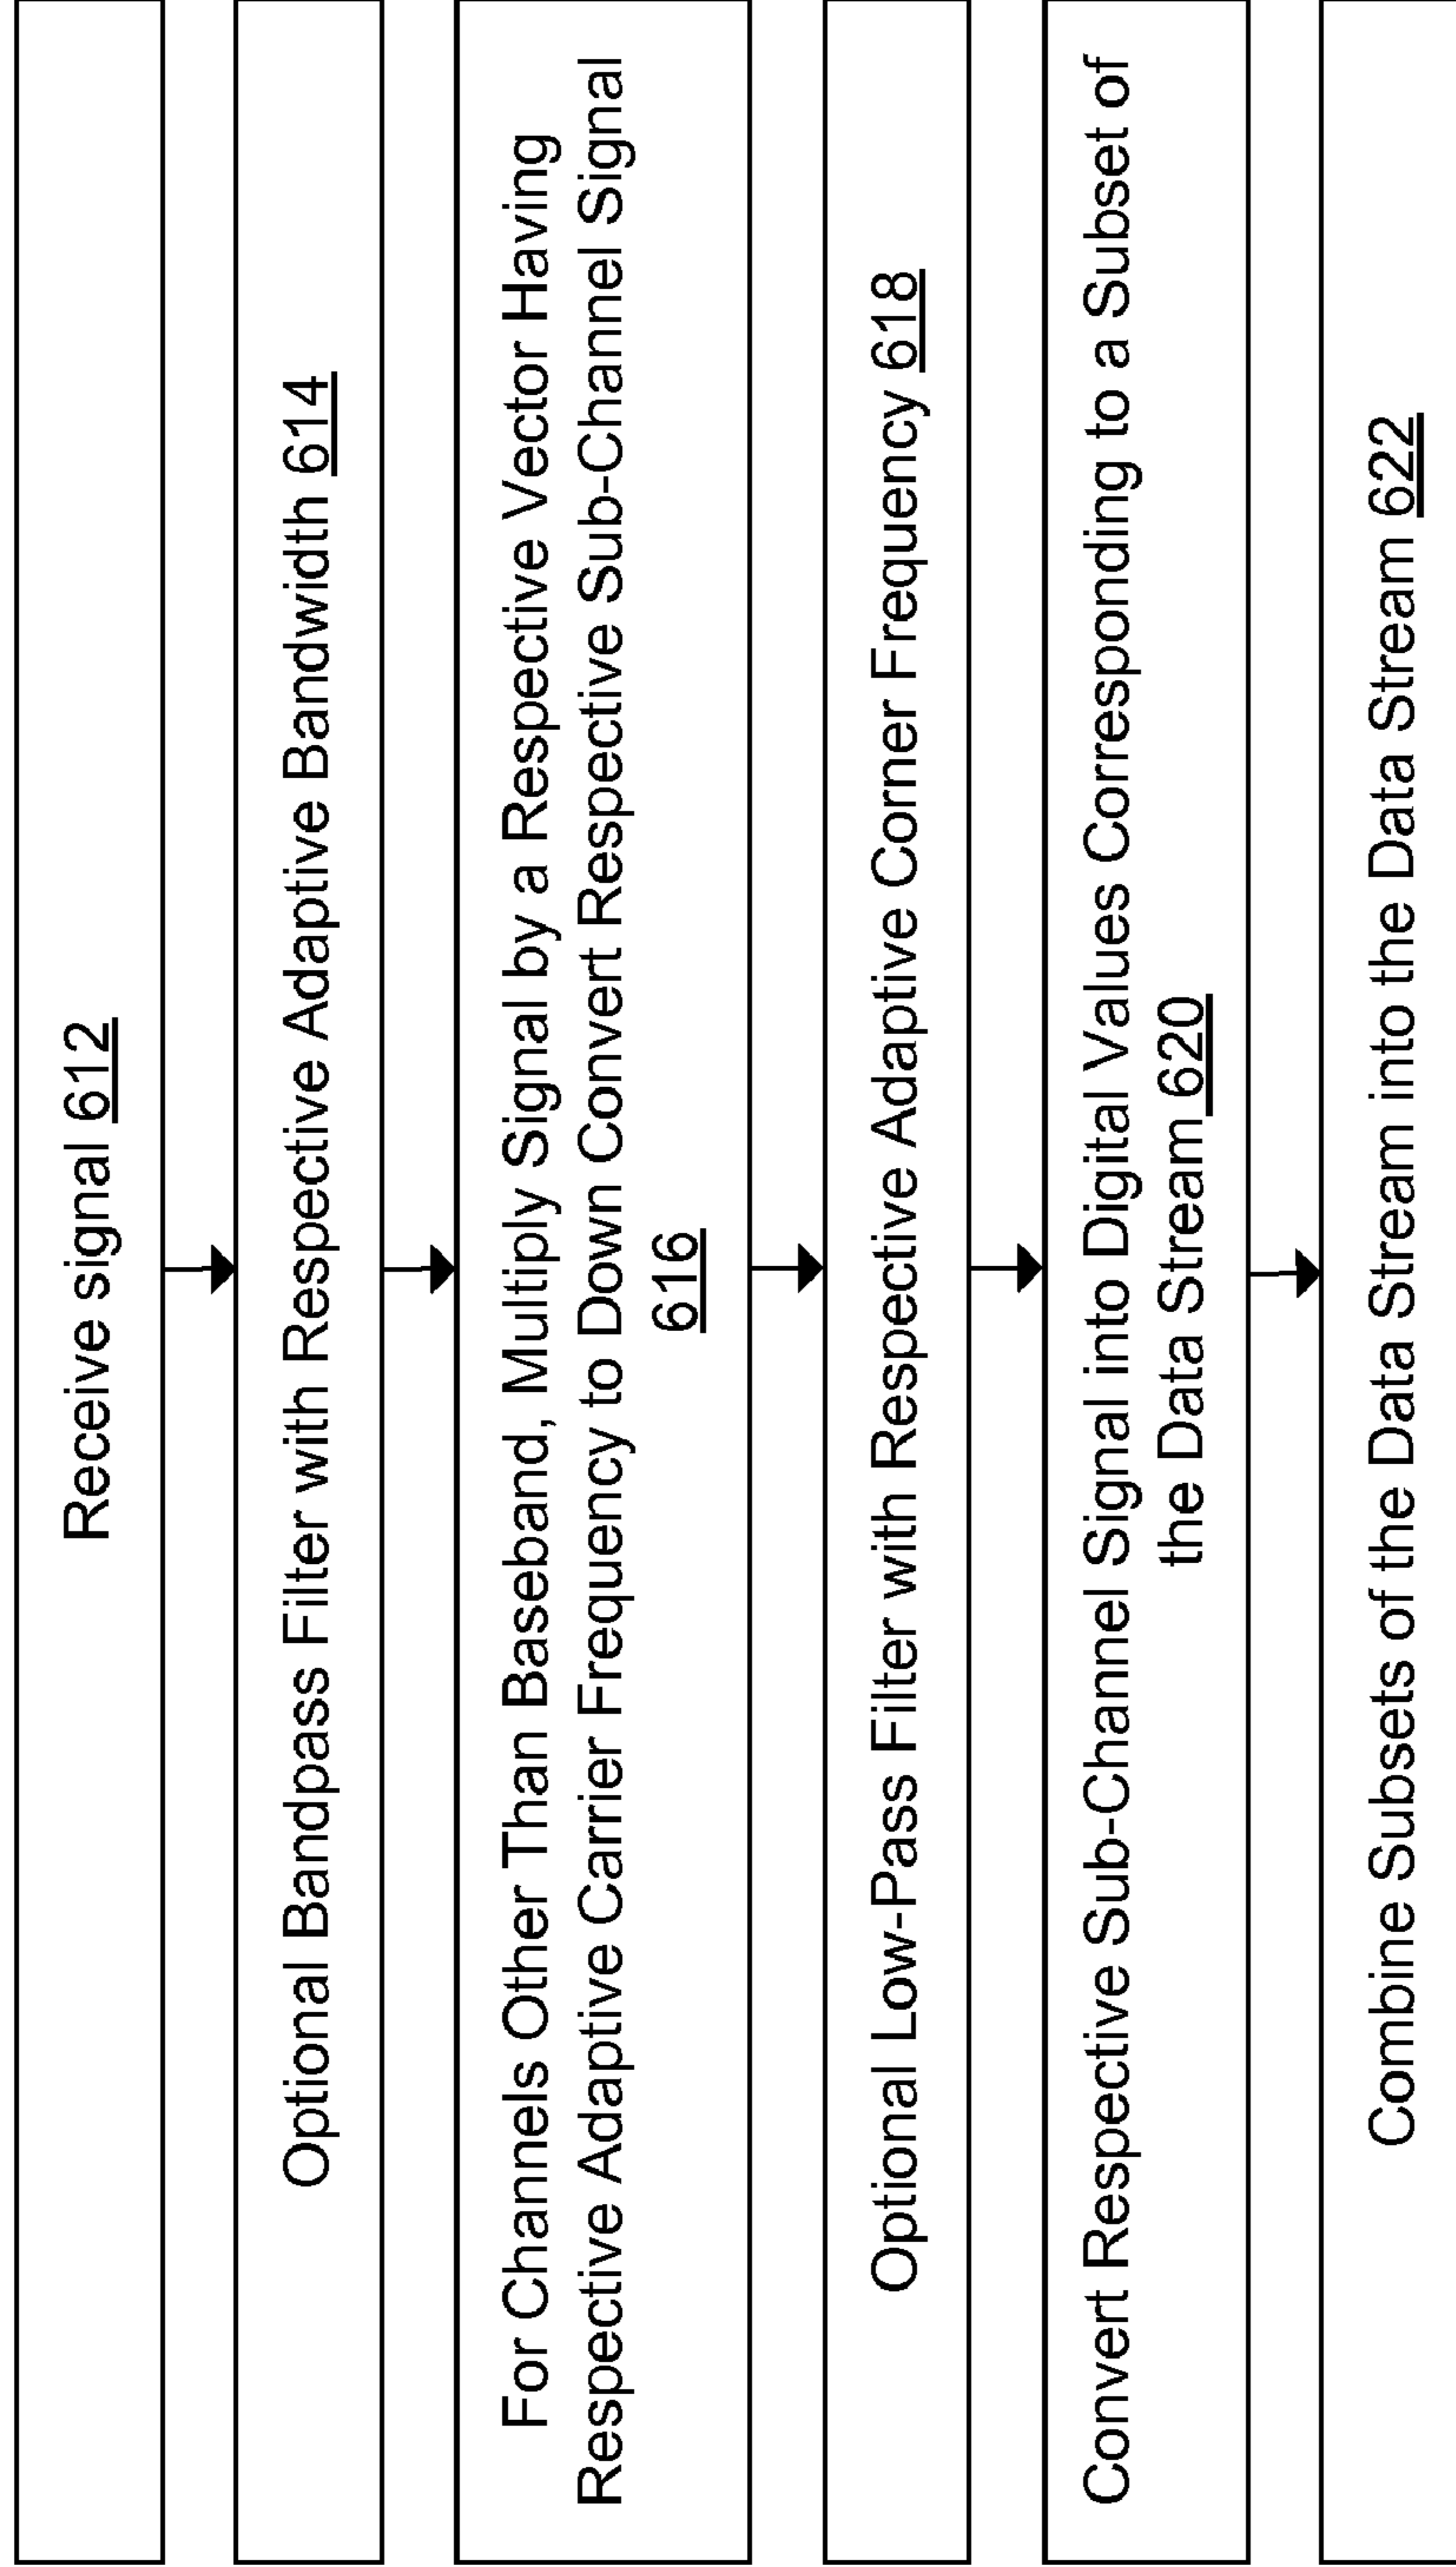 Receive signal 612
Optional Bandpass Filter with Respective Adaptive Bandwidth 614
For Channels Other Than Baseband, Multiply Signal by a Respective Vector Having
Respective Adaptive Carrier Frequency to Down Convert Respective Sub-Channel Signal
616
Optional Low-Pass Filter with Respective Adaptive Corner Frequency 618
Convert Respective Sub-Channel Signal into Digital Values Corresponding to a Subset of
the Data Stream 620
Combine Subsets of the Data Stream into the Data Stream 622